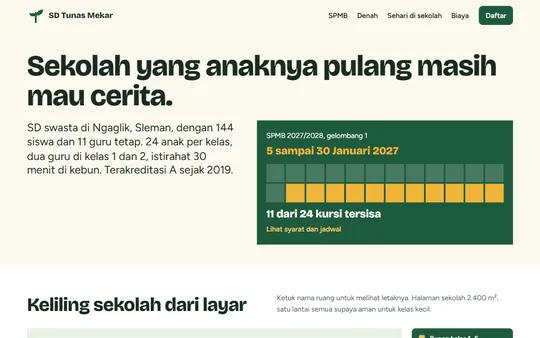 SD Tunas Mekar
SPMB
Denah
Sehari di sekolah
Biaya
Daftar
Sekolah yang anaknya pulang masih
mau cerita.
SD swasta di Ngaglik, Sleman, dengan 144
siswa dan 11 guru tetap. 24 anak per kelas,
dua guru di kelas 1 dan 2, istirahat 30
menit di kebun. Terakreditasi A sejak 2019.
SPMB 2027/2028, gelombang 1
5 sampai 30 Januari 2027
11 dari 24 kursi tersisa
Lihat syarat dan jadwal
Keliling sekolah dari layar
Ketuk nama ruang untuk melihat letaknya. Halaman sekolah 2.400 m²,
satu lantai semua supaya aman untuk kelas kecil.